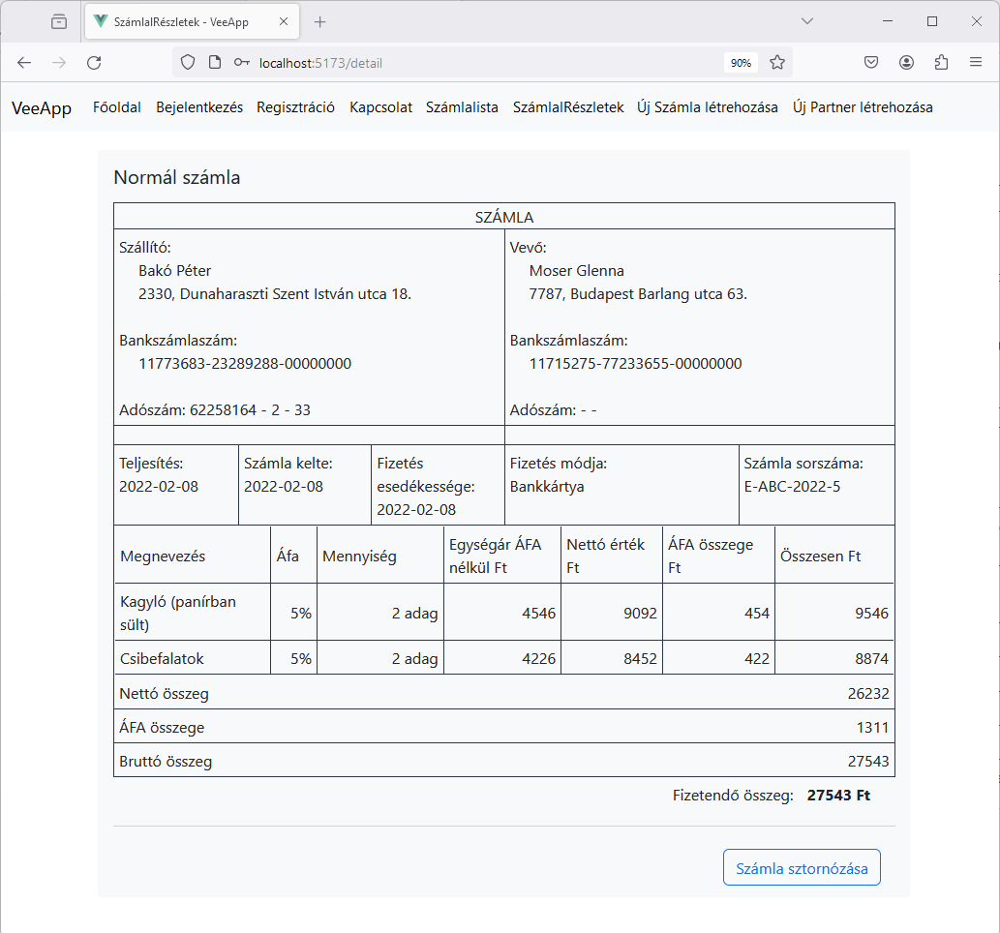 SzámlalRészletek - VeeApp
localhost:5173/detail
90%
VeeApp Főoldal Bejelentkezés Regisztráció Kapcsolat Számlalista SzámlalRészletek Új Számla létrehozása Új Partner létrehozása
Normál számla
SZÁMLA
Szállító:
Bakó Péter
2330, Dunaharaszti Szent István utca 18.
Bankszámlaszám:
11773683-23289288-00000000
Adószám: 62258164 - 2 - 33
Vevő:
Moser Glenna
7787, Budapest Barlang utca 63.
Bankszámlaszám:
11715275-77233655-00000000
Adószám: - -
Teljesítés:
2022-02-08
Számla kelte:
2022-02-08
Fizetés
esedékessége:
2022-02-08
Fizetés módja:
Bankkártya
Számla sorszáma:
E-ABC-2022-5
Megnevezés
Áfa
Mennyiség
Egységár ÁFA
nélkül Ft
Nettó érték
Ft
ÁFA összege
Ft
Összesen Ft
Kagyló (panírban
sült)
5%
2 adag
4546
9092
454
9546
Csibefalatok
5%
2 adag
4226
8452
422
8874
Nettó összeg 26232
ÁFA összege 1311
Bruttó összeg 27543
Fizetendő összeg: 27543 Ft
Számla sztornózása